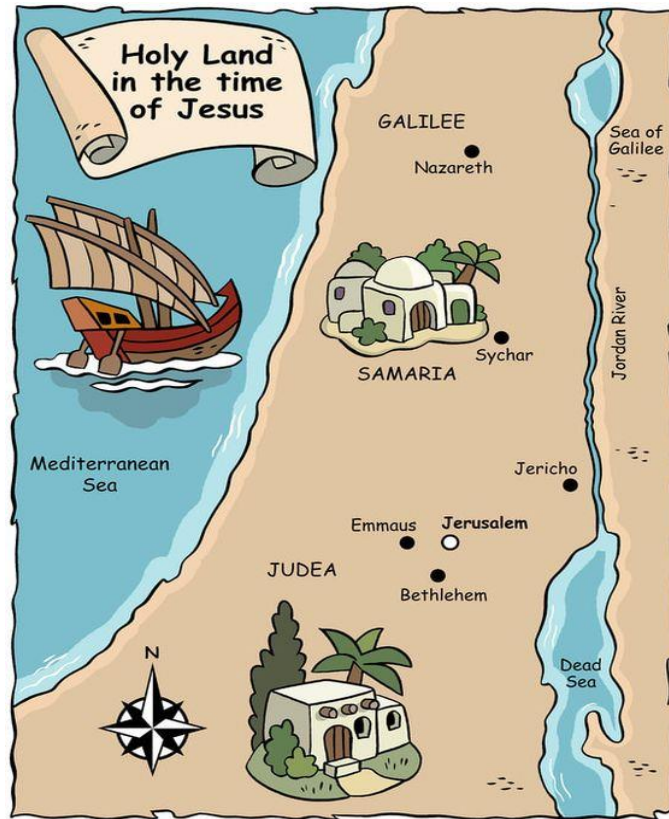 Holy Land
in the time
of Jesus
GALILEE
Nazareth
Sea of
Galilee
Jordan River
Sychar
SAMARIA
Mediterranean
Sea
Jericho
Emmaus
Jerusalem
JUDEA
Bethlehem
N
Dead
Sea